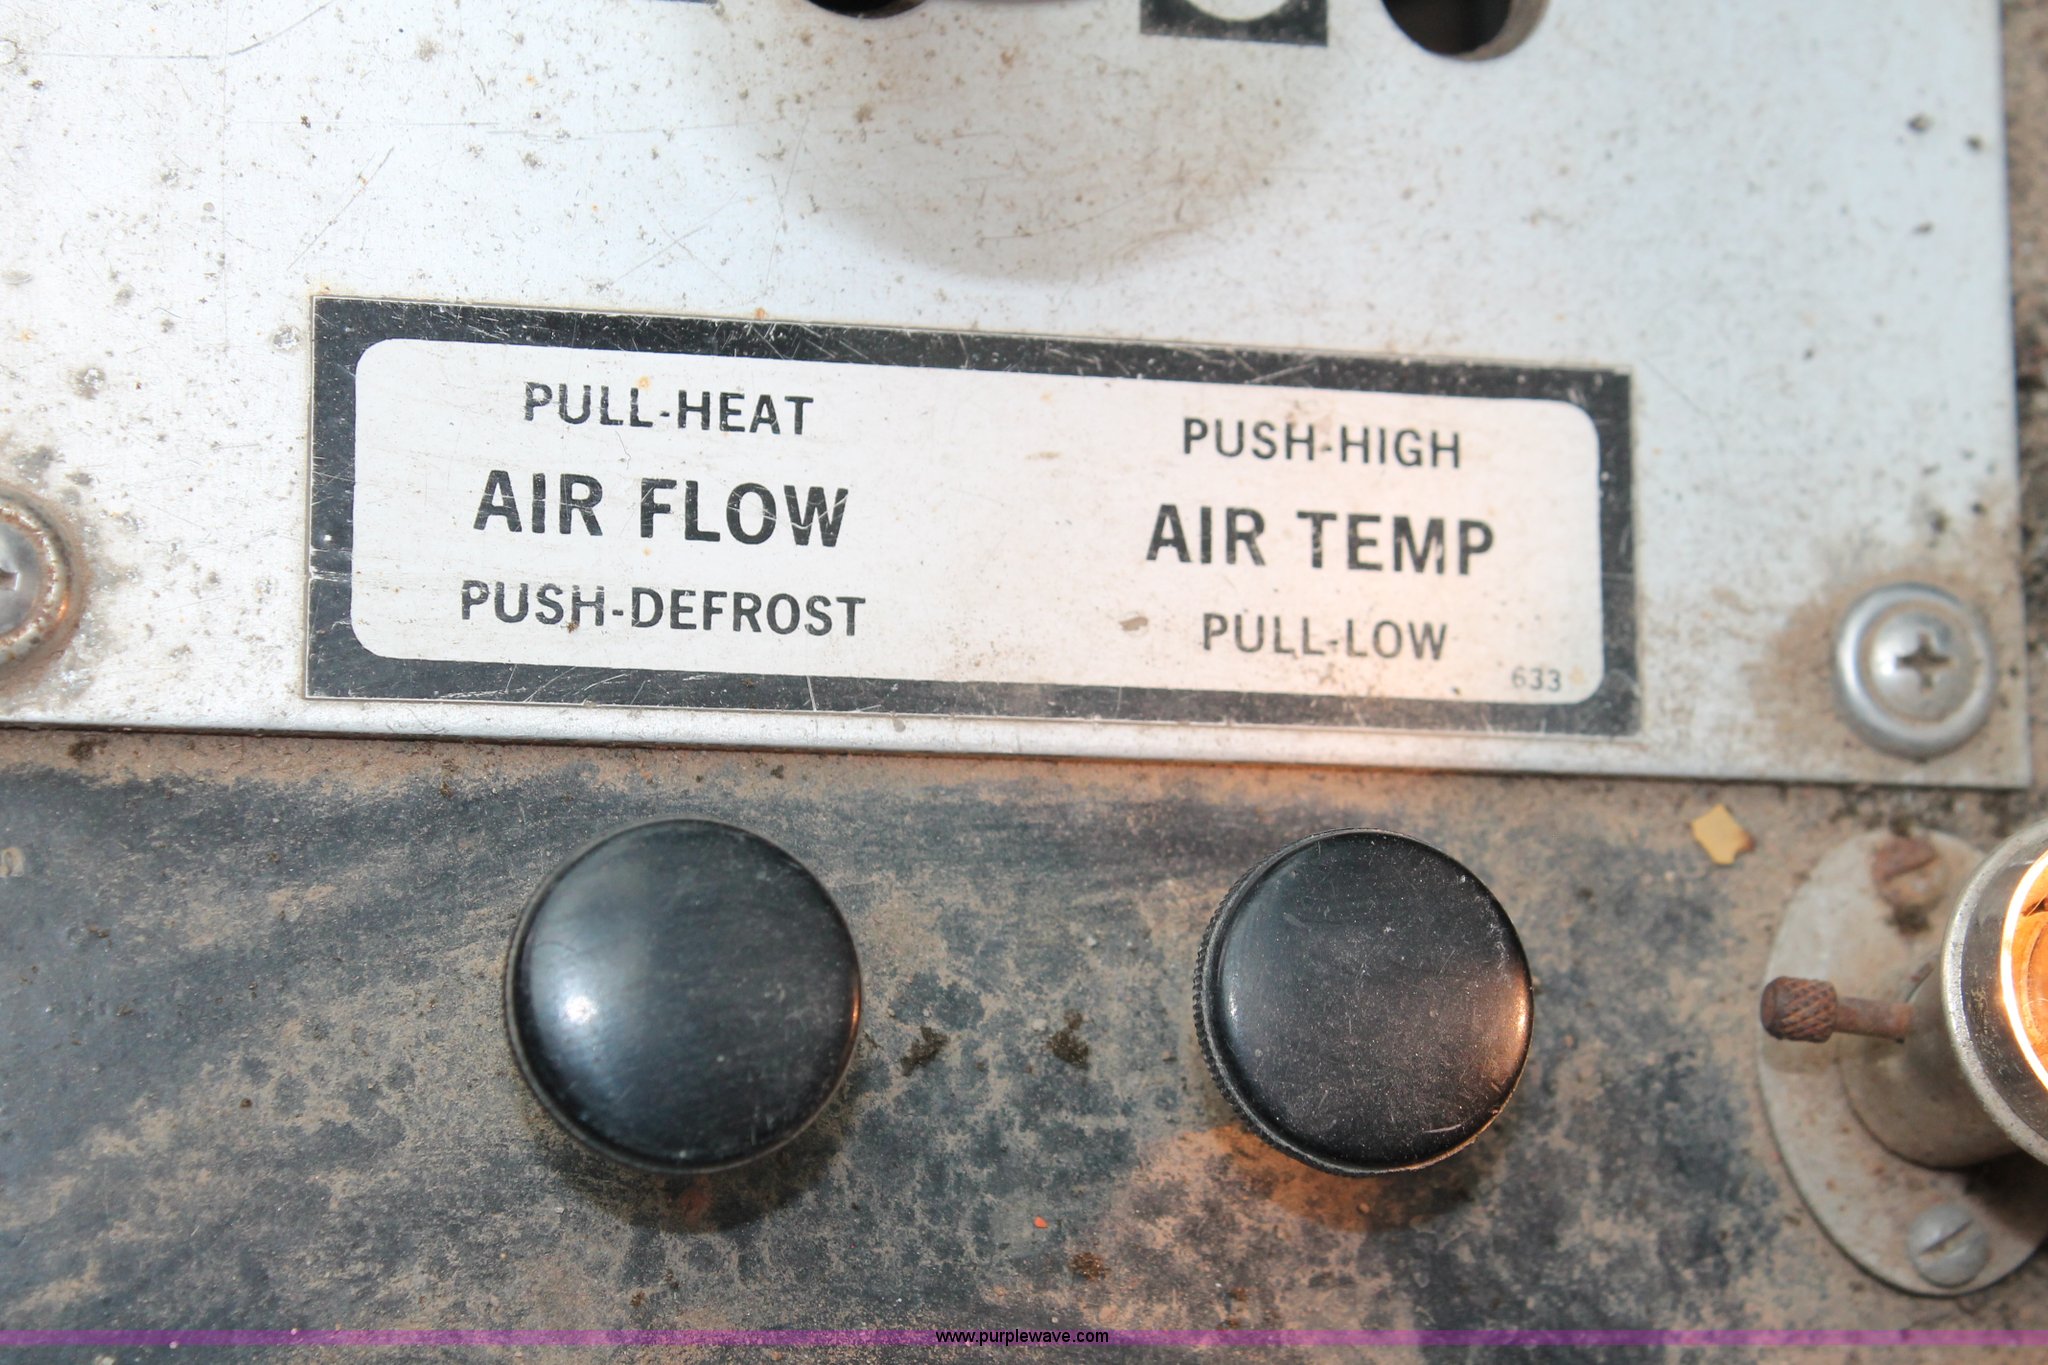 PULL-HEAT
AIR FLOW
PUSH-DEFROST
PUSH-HIGH
AIR TEMP
PULL-LOW
633
www.purplewave.com